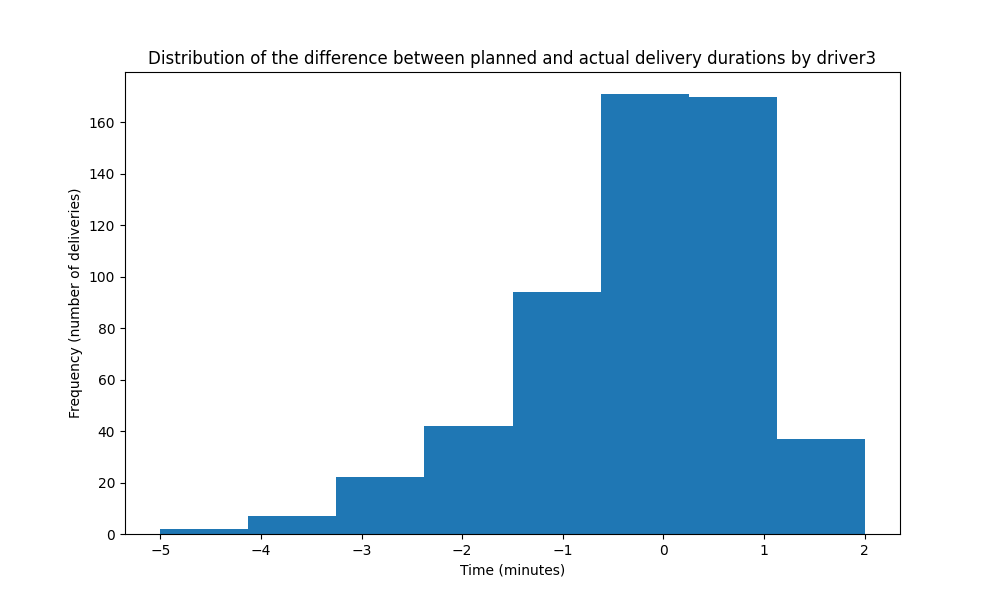 Distribution of the difference between planned and actual delivery durations by driver3
160
140
120
100
80
60
40
20
0
Frequency (number of deliveries)
−5 −4 −3 −2 −1 0 1 2
Time (minutes)